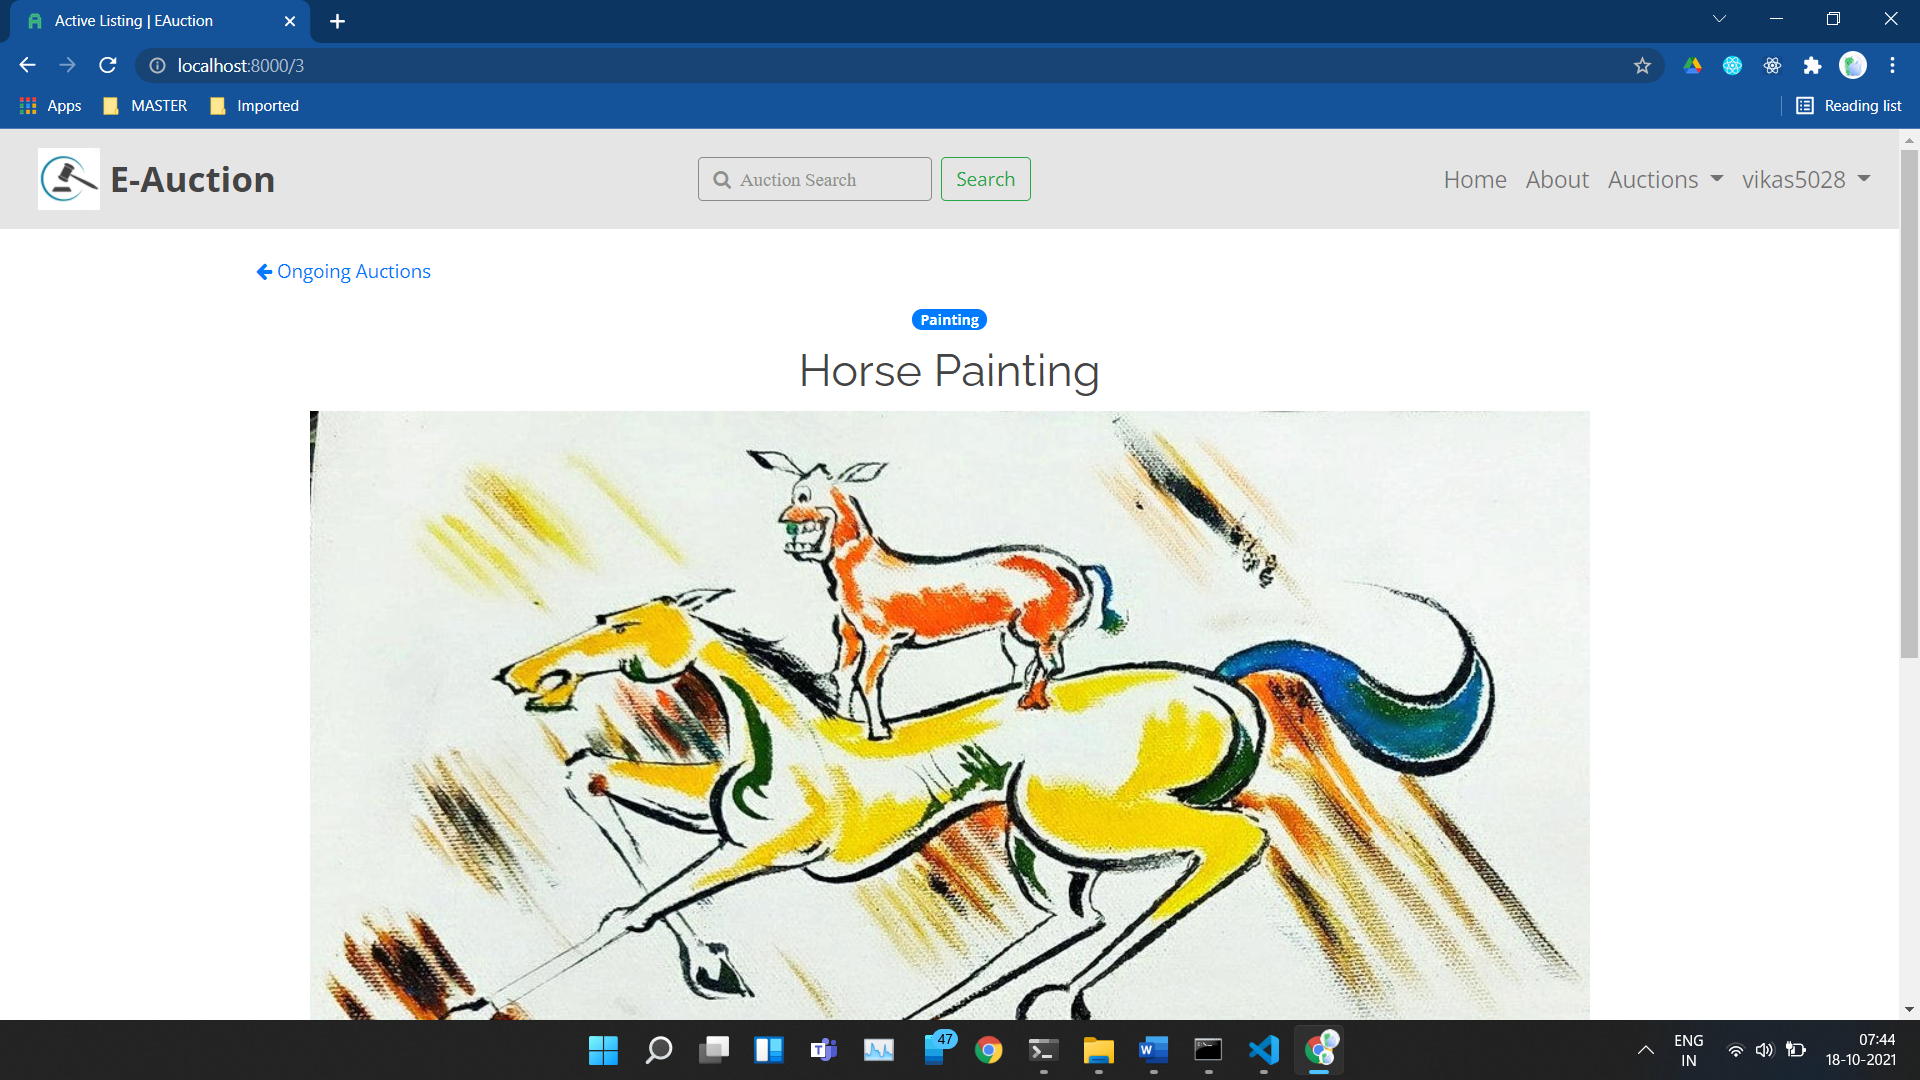 Active Listing | EAuction
localhost:8000/3
Apps MASTER Imported Reading list
E-Auction Auction Search Search Home About Auctions vikas5028
Ongoing Auctions
Painting
Horse Painting
47
ENG
IN
07:44
18-10-2021